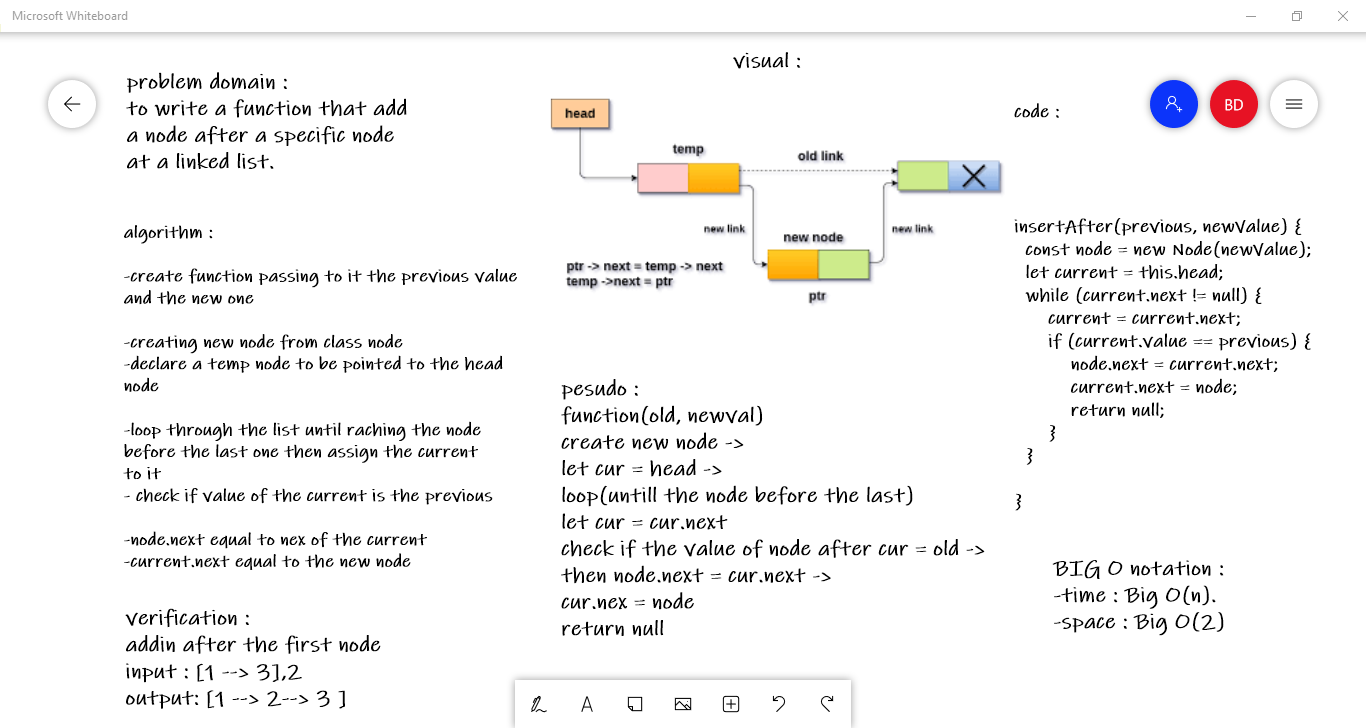 Microsoft Whiteboard
problem domain :
to write a function that add
a node after a specific node
at a linked list.
algorithm :
-create function passing to it the previous value
and the new one
-creating new node from class node
-declare a temp node to be pointed to the head
node
-loop through the list until raching the node
before the last one then assign the current
to it
- check if value of the current is the previous
-node.next equal to nex of the current
-current.next equal to the new node
verification :
addin after the first node
input : [1 --> 3],2
output: [1 --> 2--> 3 ]
visual :
head
temp
old link
new link
new node
new link
ptr -> next = temp -> next
temp ->next = ptr
ptr
pesudo :
function(old, newval)
create new node ->
let cur = head ->
loop(untill the node before the last)
let cur = cur.next
check if the value of node after cur = old ->
then node.next = cur.next ->
cur.nex = node
return null
code :
BD
insertAfter(previous, newValue) {
const node = new Node(newValue);
let current = this.head;
while (current.next != null) {
current = current.next;
if (current.value == previous) {
node.next = current.next;
current.next = node;
return null;
}
}
}
BIG O notation :
-time : Big O(n).
-space : Big O(2)
A